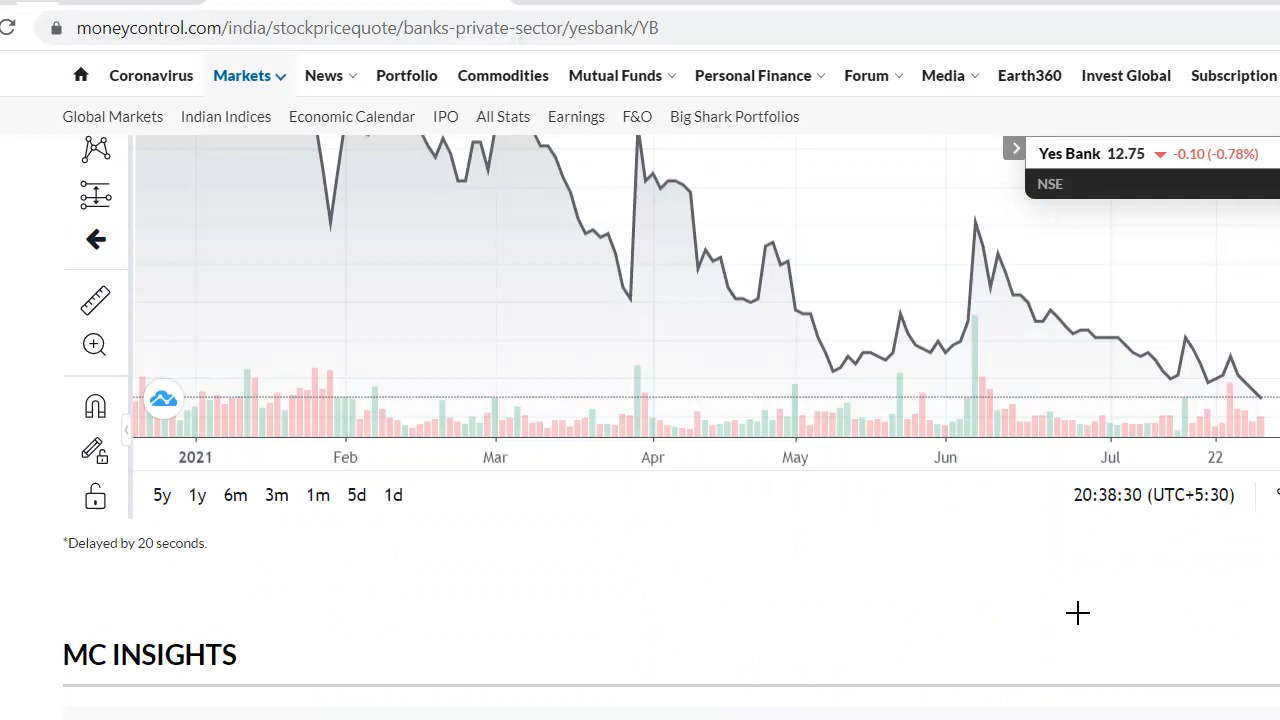 moneycontrol.com/india/stockpricequote/banks-private-sector/yesbank/YB
Coronavirus Markets News Portfolio Commodities Mutual Funds Personal Finance Forum Media Earth360 Invest Global Subscription
Global Markets Indian Indices Economic Calendar IPO All Stats Earnings F&O Big Shark Portfolios
Yes Bank 12.75 -0.10 (-0.78%)
NSE
2021 Feb Mar Apr May Jun Jul 22
5y 1y 6m 3m 1m 5d 1d 20:38:30 (UTC+5:30)
*Delayed by 20 seconds.
MC INSIGHTS